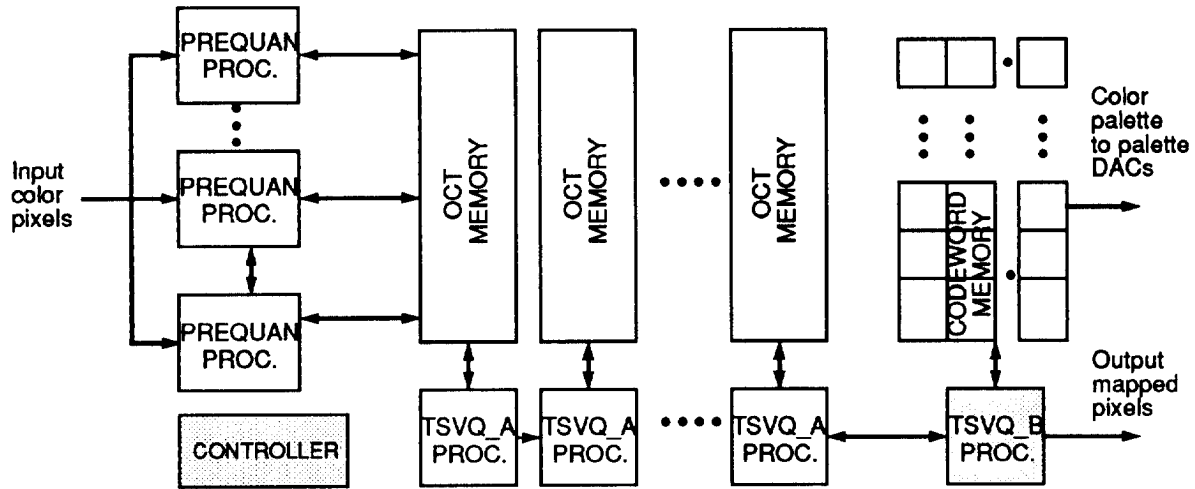 Input
color
pixels
PREQUAN
PROC.
PREQUAN
PROC.
PREQUAN
PROC.
CONTROLLER
OCT
MEMORY
OCT
MEMORY
OCT
MEMORY
TSVQ_A
PROC.
TSVQ_A
PROC.
TSVQ_A
PROC.
CODEWORD
MEMORY
TSVQ_B
PROC.
Color
palette
to palette
DACs
Output
mapped
pixels